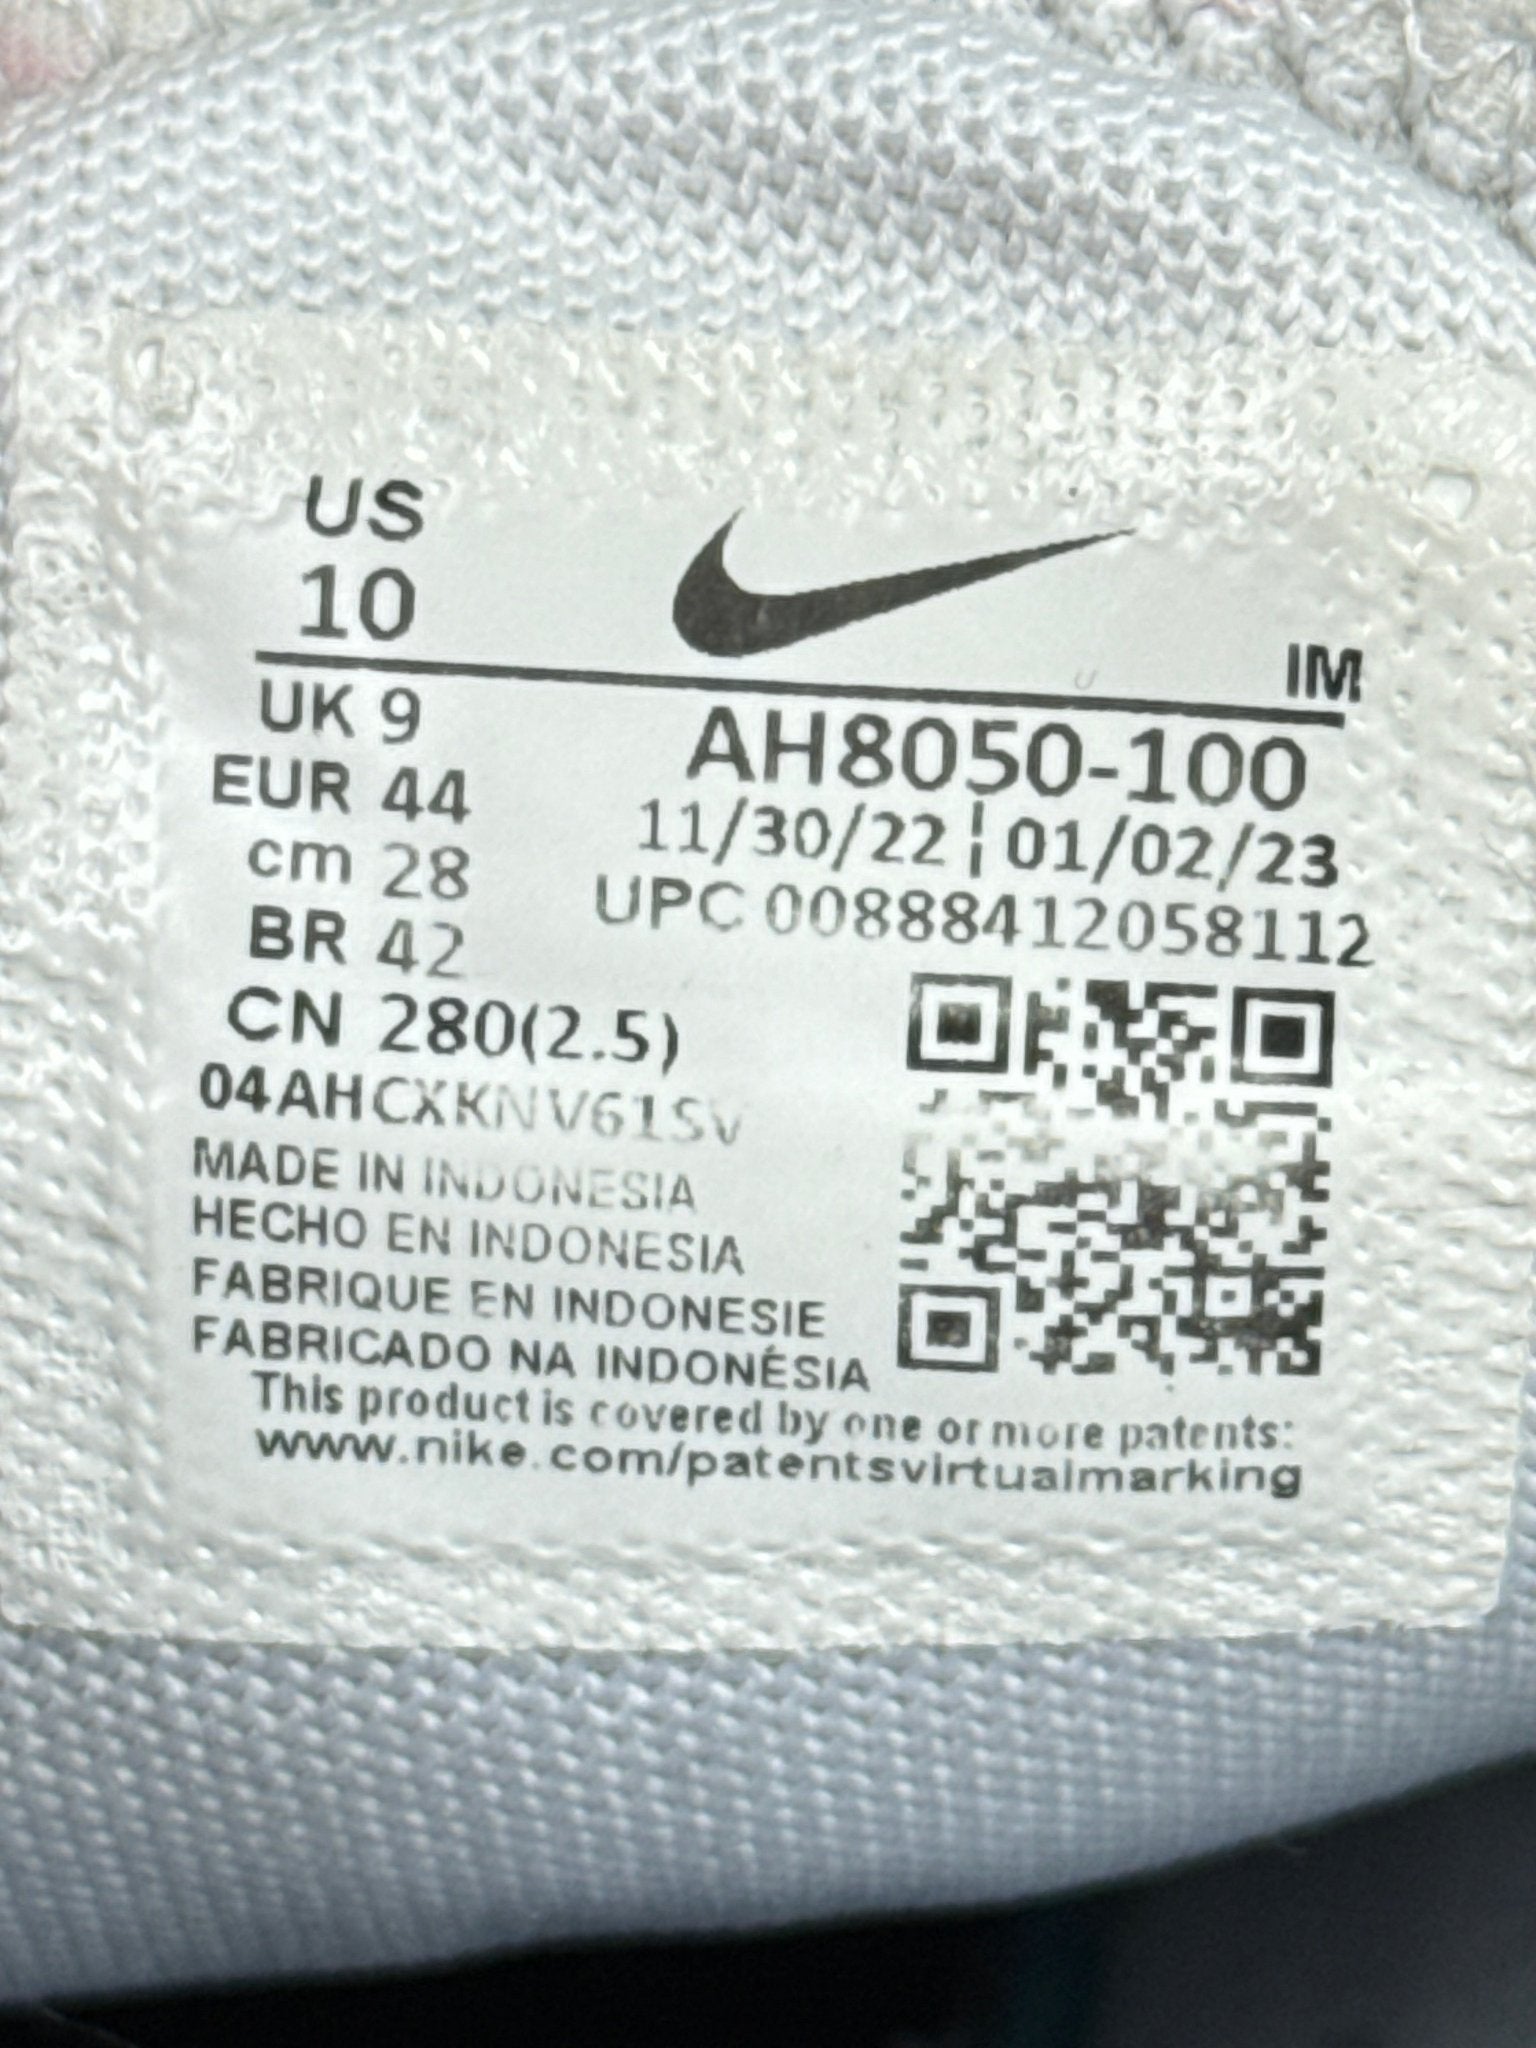 US
10
IM
UK 9
AH8050-100
EUR 44
11/30/22 ¦ 01/02/23
cm 28
UPC 00888412058112
BR 42
CN 280(2.5)
04AHCXKNV61SV
MADE IN INDONESIA
HECHO EN INDONESIA
FABRIQUE EN INDONESIE
FABRICADO NA INDONÉSIA
This product is covered by one or more patents:
www.nike.com/patentsvirtualmarking